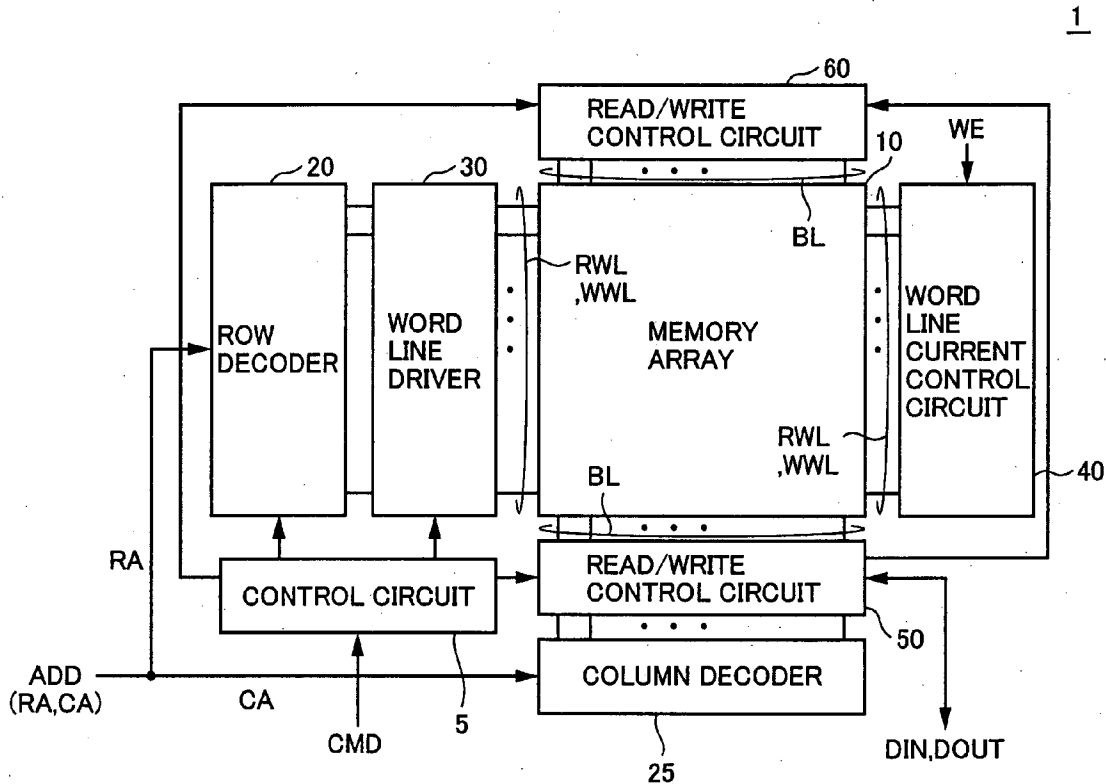 1
60
READ/WRITE
CONTROL CIRCUIT
WE
10
20
30
BL
RWL
,WWL
ROW
DECODER
WORD
LINE
DRIVER
MEMORY
ARRAY
WORD
LINE
CURRENT
CONTROL
CIRCUIT
RWL
,WWL
40
BL
RA
CONTROL CIRCUIT
READ/WRITE
CONTROL CIRCUIT
50
ADD
(RA,CA)
CA
5
COLUMN DECODER
CMD
25
DIN,DOUT